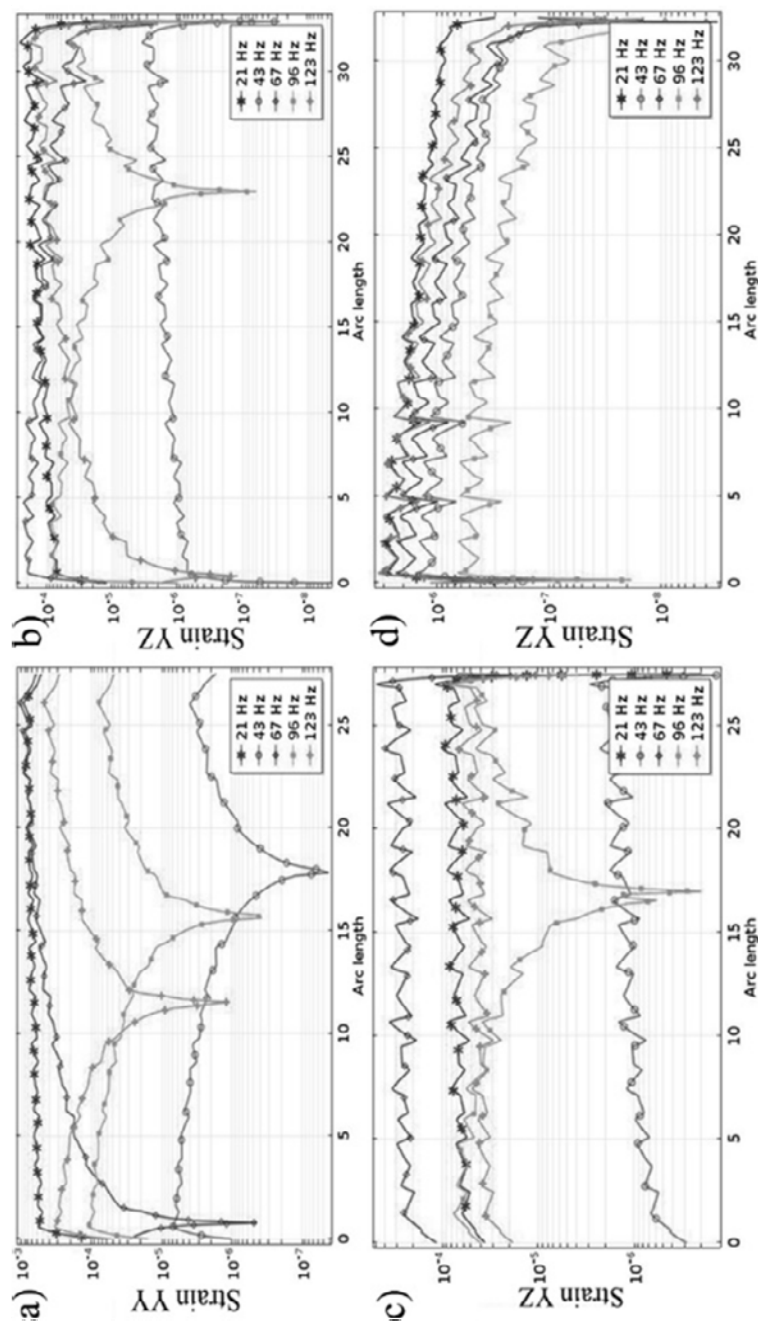 a)
Strain YY
10⁻³
10⁻⁴
10⁻⁵
10⁻⁶
10⁻⁷
21 Hz
43 Hz
67 Hz
96 Hz
123 Hz
0 5 10 15 20 25
Arc length
b)
Strain YZ
10⁻⁴
10⁻⁵
10⁻⁶
10⁻⁷
10⁻⁸
21 Hz
43 Hz
67 Hz
96 Hz
123 Hz
0 5 10 15 20 25 30
Arc length
c)
Strain YZ
10⁻⁴
10⁻⁵
10⁻⁶
21 Hz
43 Hz
67 Hz
96 Hz
123 Hz
0 5 10 15 20 25
Arc length
d)
Strain YZ
10⁻⁶
10⁻⁷
10⁻⁸
21 Hz
43 Hz
67 Hz
96 Hz
123 Hz
0 5 10 15 20 25 30
Arc length